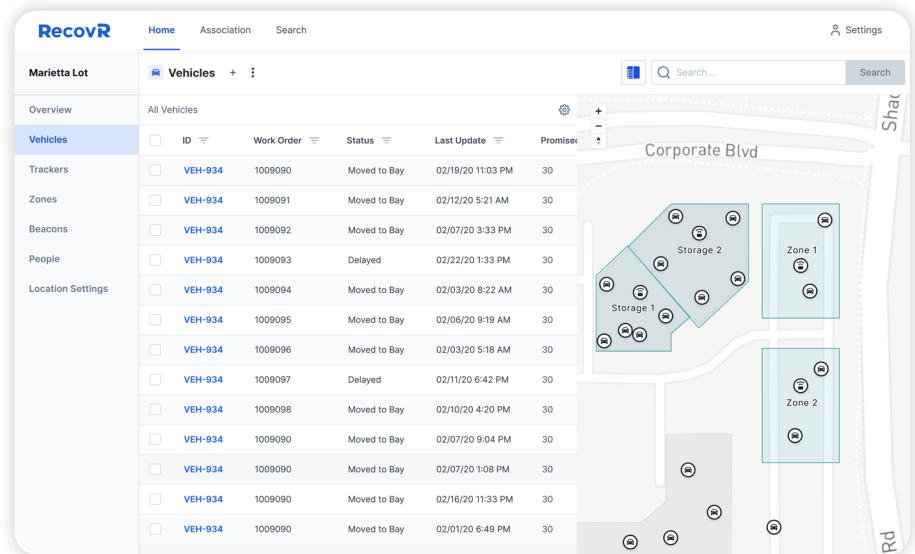 RecovR
Home Association Search
Settings
Marietta Lot
Vehicles + 
Search... Search
Overview
Vehicles
Trackers
Zones
Beacons
People
Location Settings
All Vehicles
ID Work Order Status Last Update Promised
VEH-934 1009090 Moved to Bay 02/19/20 11:03 PM 30
VEH-934 1009091 Moved to Bay 02/12/20 5:21 AM 30
VEH-934 1009092 Moved to Bay 02/07/20 3:33 PM 30
VEH-934 1009093 Delayed 02/22/20 1:33 PM 30
VEH-934 1009094 Moved to Bay 02/03/20 8:22 AM 30
VEH-934 1009095 Moved to Bay 02/06/20 9:19 AM 30
VEH-934 1009096 Moved to Bay 02/03/20 5:18 AM 30
VEH-934 1009097 Delayed 02/11/20 6:42 PM 30
VEH-934 1009098 Moved to Bay 02/10/20 4:20 PM 30
VEH-934 1009090 Moved to Bay 02/07/20 9:04 PM 30
VEH-934 1009090 Moved to Bay 02/07/20 1:08 PM 30
VEH-934 1009090 Moved to Bay 02/16/20 11:33 PM 30
VEH-934 1009090 Moved to Bay 02/01/20 6:49 PM 30
+
−
Corporate Blvd
Shad
Storage 2
Zone 1
Storage 1
Zone 2
Rd